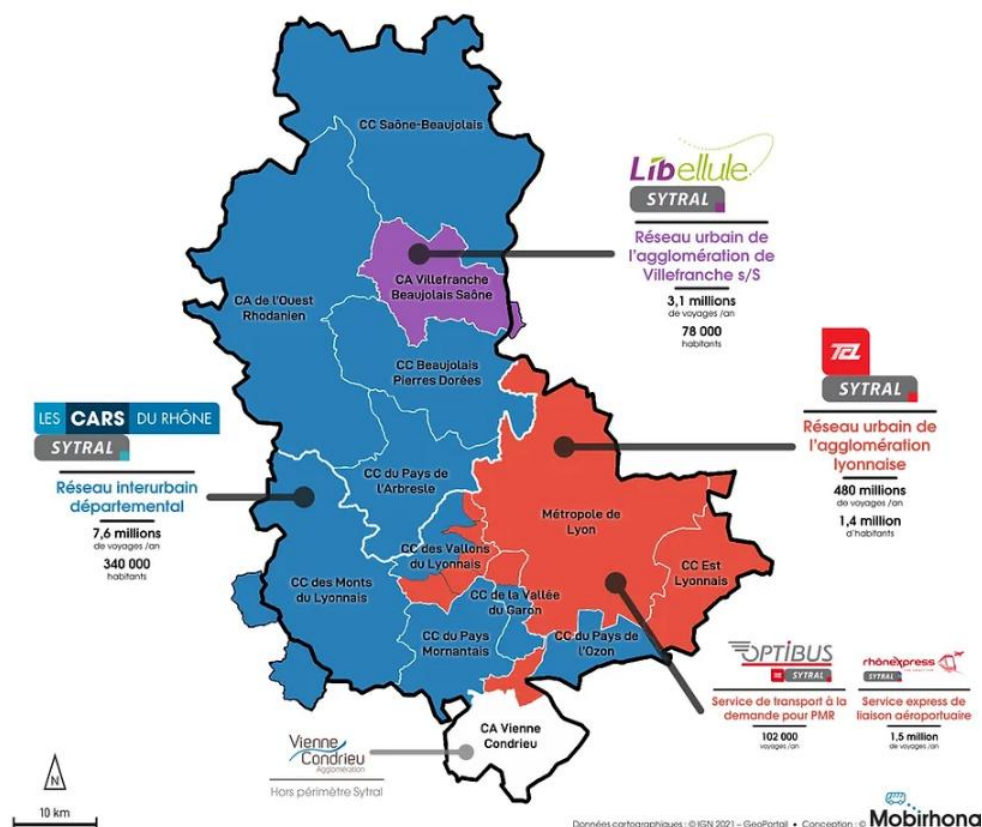 CC Saône-Beaujolais
Libellule
SYTRAL
Réseau urbain de
l'agglomération de
Villefranche s/S
3,1 millions
de voyages /an
78 000
habitants
CA Villefranche
Beaujolais Saône
CA de l'Ouest
Rhodanien
CC Beaujolais
Pierres Dorées
TCL
SYTRAL
Réseau urbain de
l'agglomération
lyonnaise
480 millions
de voyages /an
1,4 million
d'habitants
LES CARS DU RHÔNE
SYTRAL
Réseau interurbain
départemental
7,6 millions
de voyages /an
340 000
habitants
CC du Pays de
l'Arbresle
Métropole de
Lyon
CC des Vallons
du Lyonnais
CC Est
Lyonnais
CC des Monts
du Lyonnais
CC de la Vallée
du Garon
CC du Pays
Mornantais
CC du Pays de
l'Ozon
OPTIBUS
SYTRAL
Service de transport à la
demande pour PMR
102 000
voyages /an
rhônexpress
SYTRAL
Service express de
liaison aéroportuaire
1,5 million
de voyages /an
CA Vienne
Condrieu
Vienne
Condrieu
Agglomération
Hors périmètre Sytral
N
10 km
Données cartographiques : © IGN 2021 – GeoPortail • Conception : © Mobirhona